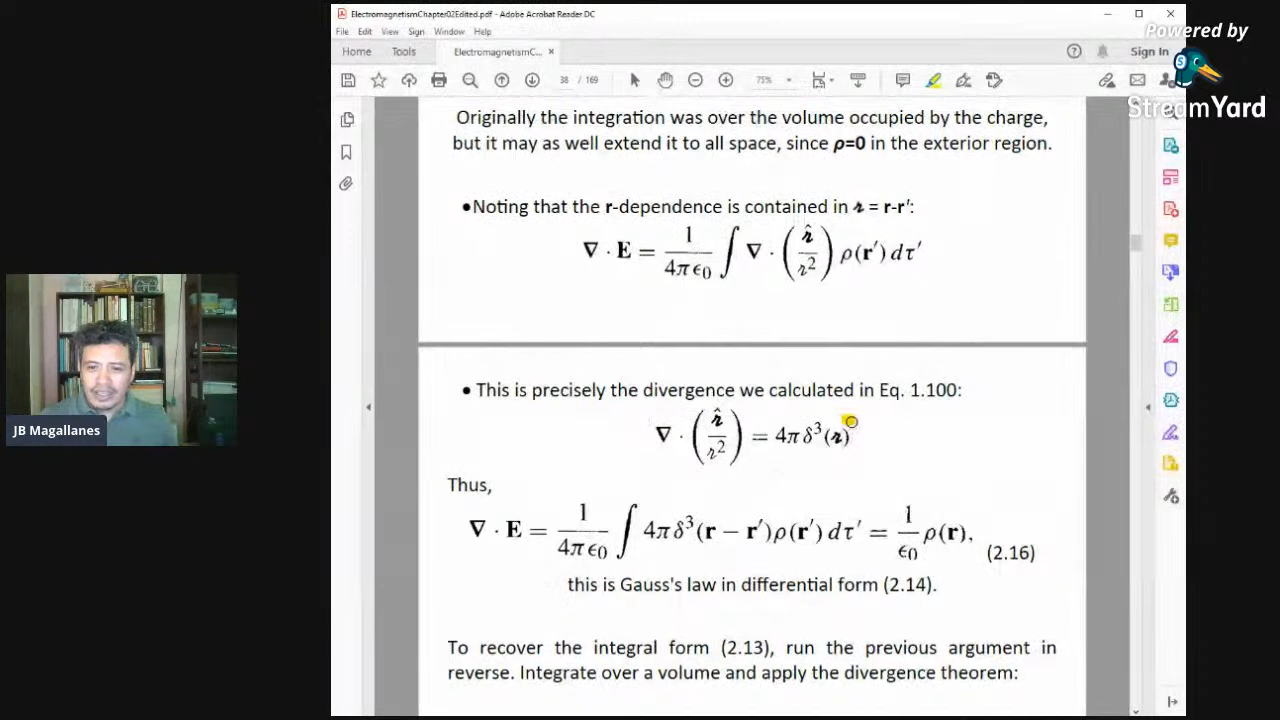 ElectromagnetismChapter02Edited.pdf - Adobe Acrobat Reader DC
File Edit View Sign Window Help
Home Tools ElectromagnetismC... × Sign In
38 / 169 75%
Powered by
StreamYard
Originally the integration was over the volume occupied by the charge,
but it may as well extend it to all space, since ρ=0 in the exterior region.
•Noting that the r-dependence is contained in 𝓇 = r-r′:
∇ · E = 1/4πϵ₀ ∫ ∇ · (𝓇̂/𝓇²) ρ(r′) dτ′
• This is precisely the divergence we calculated in Eq. 1.100:
∇ · (𝓇̂/𝓇²) = 4πδ³(𝓇)
Thus,
∇ · E = 1/4πϵ₀ ∫ 4πδ³(r − r′)ρ(r′) dτ′ = 1/ϵ₀ ρ(r), (2.16)
this is Gauss's law in differential form (2.14).
To recover the integral form (2.13), run the previous argument in
reverse. Integrate over a volume and apply the divergence theorem:
JB Magallanes